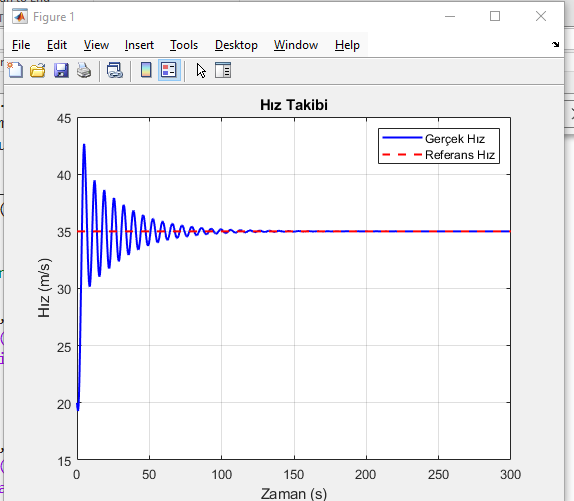 Figure 1
File Edit View Insert Tools Desktop Window Help
Hız Takibi
Gerçek Hız
Referans Hız
45
40
35
30
25
20
15
Hız (m/s)
0 50 100 150 200 250 300
Zaman (s)